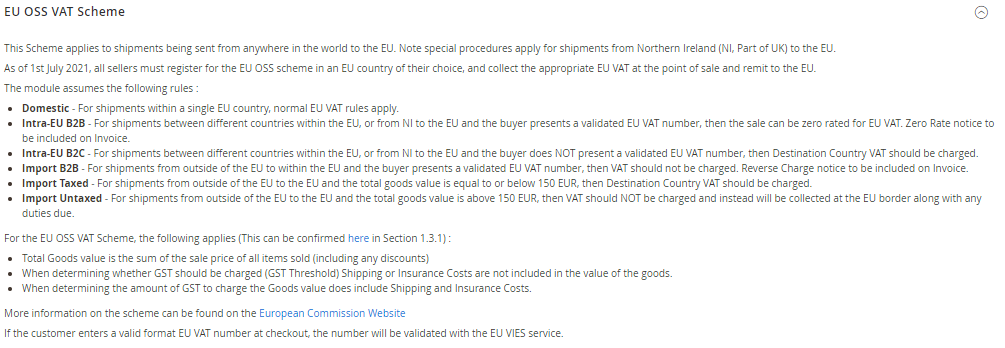 EU OSS VAT Scheme
This Scheme applies to shipments being sent from anywhere in the world to the EU. Note special procedures apply for shipments from Northern Ireland (NI, Part of UK) to the EU.
As of 1st July 2021, all sellers must register for the EU OSS scheme in an EU country of their choice, and collect the appropriate EU VAT at the point of sale and remit to the EU.
The module assumes the following rules :
• Domestic - For shipments within a single EU country, normal EU VAT rules apply.
• Intra-EU B2B - For shipments between different countries within the EU, or from NI to the EU and the buyer presents a validated EU VAT number, then the sale can be zero rated for EU VAT. Zero Rate notice to
be included on Invoice.
• Intra-EU B2C - For shipments between different countries within the EU, or from NI to the EU and the buyer does NOT present a validated EU VAT number, then Destination Country VAT should be charged.
• Import B2B - For shipments from outside of the EU to within the EU and the buyer presents a validated EU VAT number, then VAT should not be charged. Reverse Charge notice to be included on Invoice.
• Import Taxed - For shipments from outside of the EU to the EU and the total goods value is equal to or below 150 EUR, then Destination Country VAT should be charged.
• Import Untaxed - For shipments from outside of the EU to the EU and the total goods value is above 150 EUR, then VAT should NOT be charged and instead will be collected at the EU border along with any
duties due.
For the EU OSS VAT Scheme, the following applies (This can be confirmed here in Section 1.3.1) :
• Total Goods value is the sum of the sale price of all items sold (including any discounts)
• When determining whether GST should be charged (GST Threshold) Shipping or Insurance Costs are not included in the value of the goods.
• When determining the amount of GST to charge the Goods value does include Shipping and Insurance Costs.
More information on the scheme can be found on the European Commission Website
If the customer enters a valid format EU VAT number at checkout, the number will be validated with the EU VIES service.